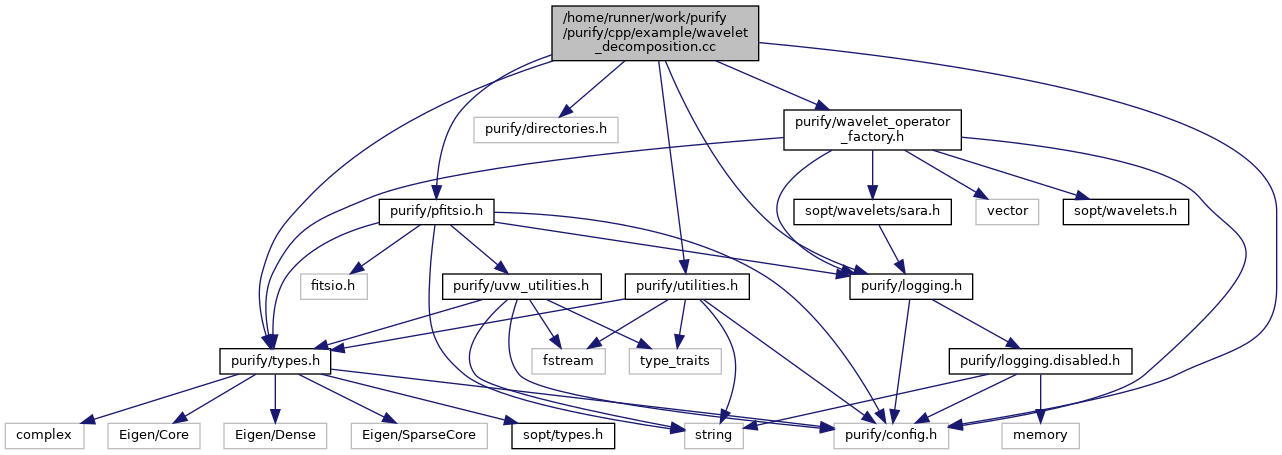 /home/runner/work/purify
/purify/cpp/example/wavelet
_decomposition.cc
purify/directories.h
purify/wavelet_operator
_factory.h
purify/pfitsio.h
sopt/wavelets/sara.h
vector
sopt/wavelets.h
fitsio.h
purify/uvw_utilities.h
purify/utilities.h
purify/logging.h
purify/types.h
fstream
type_traits
purify/logging.disabled.h
complex
Eigen/Core
Eigen/Dense
Eigen/SparseCore
sopt/types.h
string
purify/config.h
memory